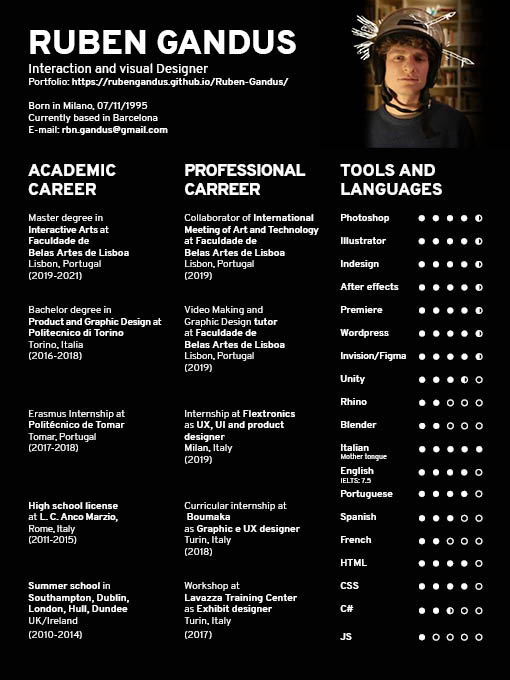 RUBEN GANDUS
Interaction and visual Designer
Portfolio: https://rubengandus.github.io/Ruben-Gandus/
Born in Milano, 07/11/1995
Currently based in Barcelona
E-mail: rbn.gandus@gmail.com
ACADEMIC
CAREER
Master degree in
Interactive Arts at
Faculdade de
Belas Artes de Lisboa
Lisbon, Portugal
(2019-2021)
Bachelor degree in
Product and Graphic Design at
Politecnico di Torino
Torino, Italia
(2016-2018)
Erasmus Internship at
Politécnico de Tomar
Tomar, Portugal
(2017-2018)
High school license
at L. C. Anco Marzio,
Rome, Italy
(2011-2015)
Summer school in
Southampton, Dublin,
London, Hull, Dundee
UK/Ireland
(2010-2014)
PROFESSIONAL
CARREER
Collaborator of International
Meeting of Art and Technology
at Faculdade de
Belas Artes de Lisboa
Lisbon, Portugal
(2019)
Video Making and
Graphic Design tutor
at Faculdade de
Belas Artes de Lisboa
Lisbon, Portugal
(2019)
Internship at Flextronics
as UX, UI and product
designer
Milan, Italy
(2019)
Curricular internship at
Boumaka
as Graphic e UX designer
Turin, Italy
(2018)
Workshop at
Lavazza Training Center
as Exhibit designer
Turin, Italy
(2017)
TOOLS AND
LANGUAGES
Photoshop
Illustrator
Indesign
After effects
Premiere
Wordpress
Invision/Figma
Unity
Rhino
Blender
Italian
Mother tongue
English
IELTS: 7.5
Portuguese
Spanish
French
HTML
CSS
C#
JS